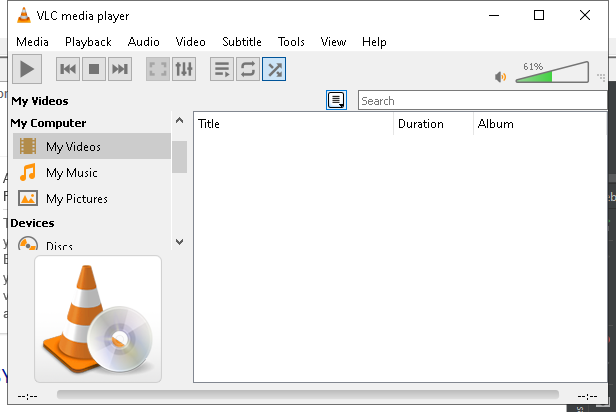 VLC media player
Media Playback Audio Video Subtitle Tools View Help
61%
My Videos
Search
My Computer
Title Duration Album
My Videos
My Music
My Pictures
Devices
Discs
--:-- --:--